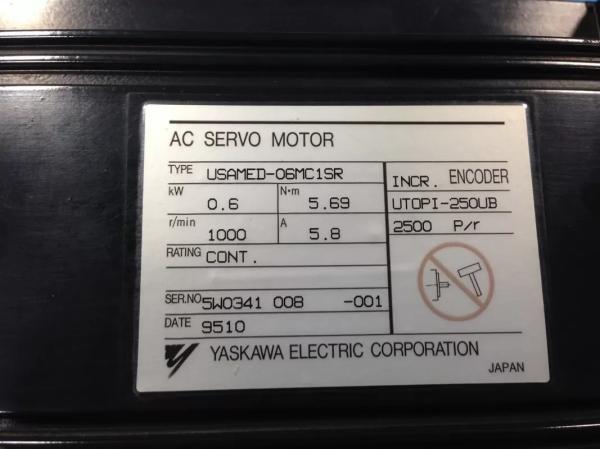 AC SERVO MOTOR
TYPE USAMED-06MC1SR
kW 0.6 N·m 5.69
r/min 1000 A 5.8
RATING CONT.
SER.NO 5W0341 008 -001
DATE 9510
INCR. ENCODER
UTOPI-250UB
2500 P/r
YASKAWA ELECTRIC CORPORATION
JAPAN